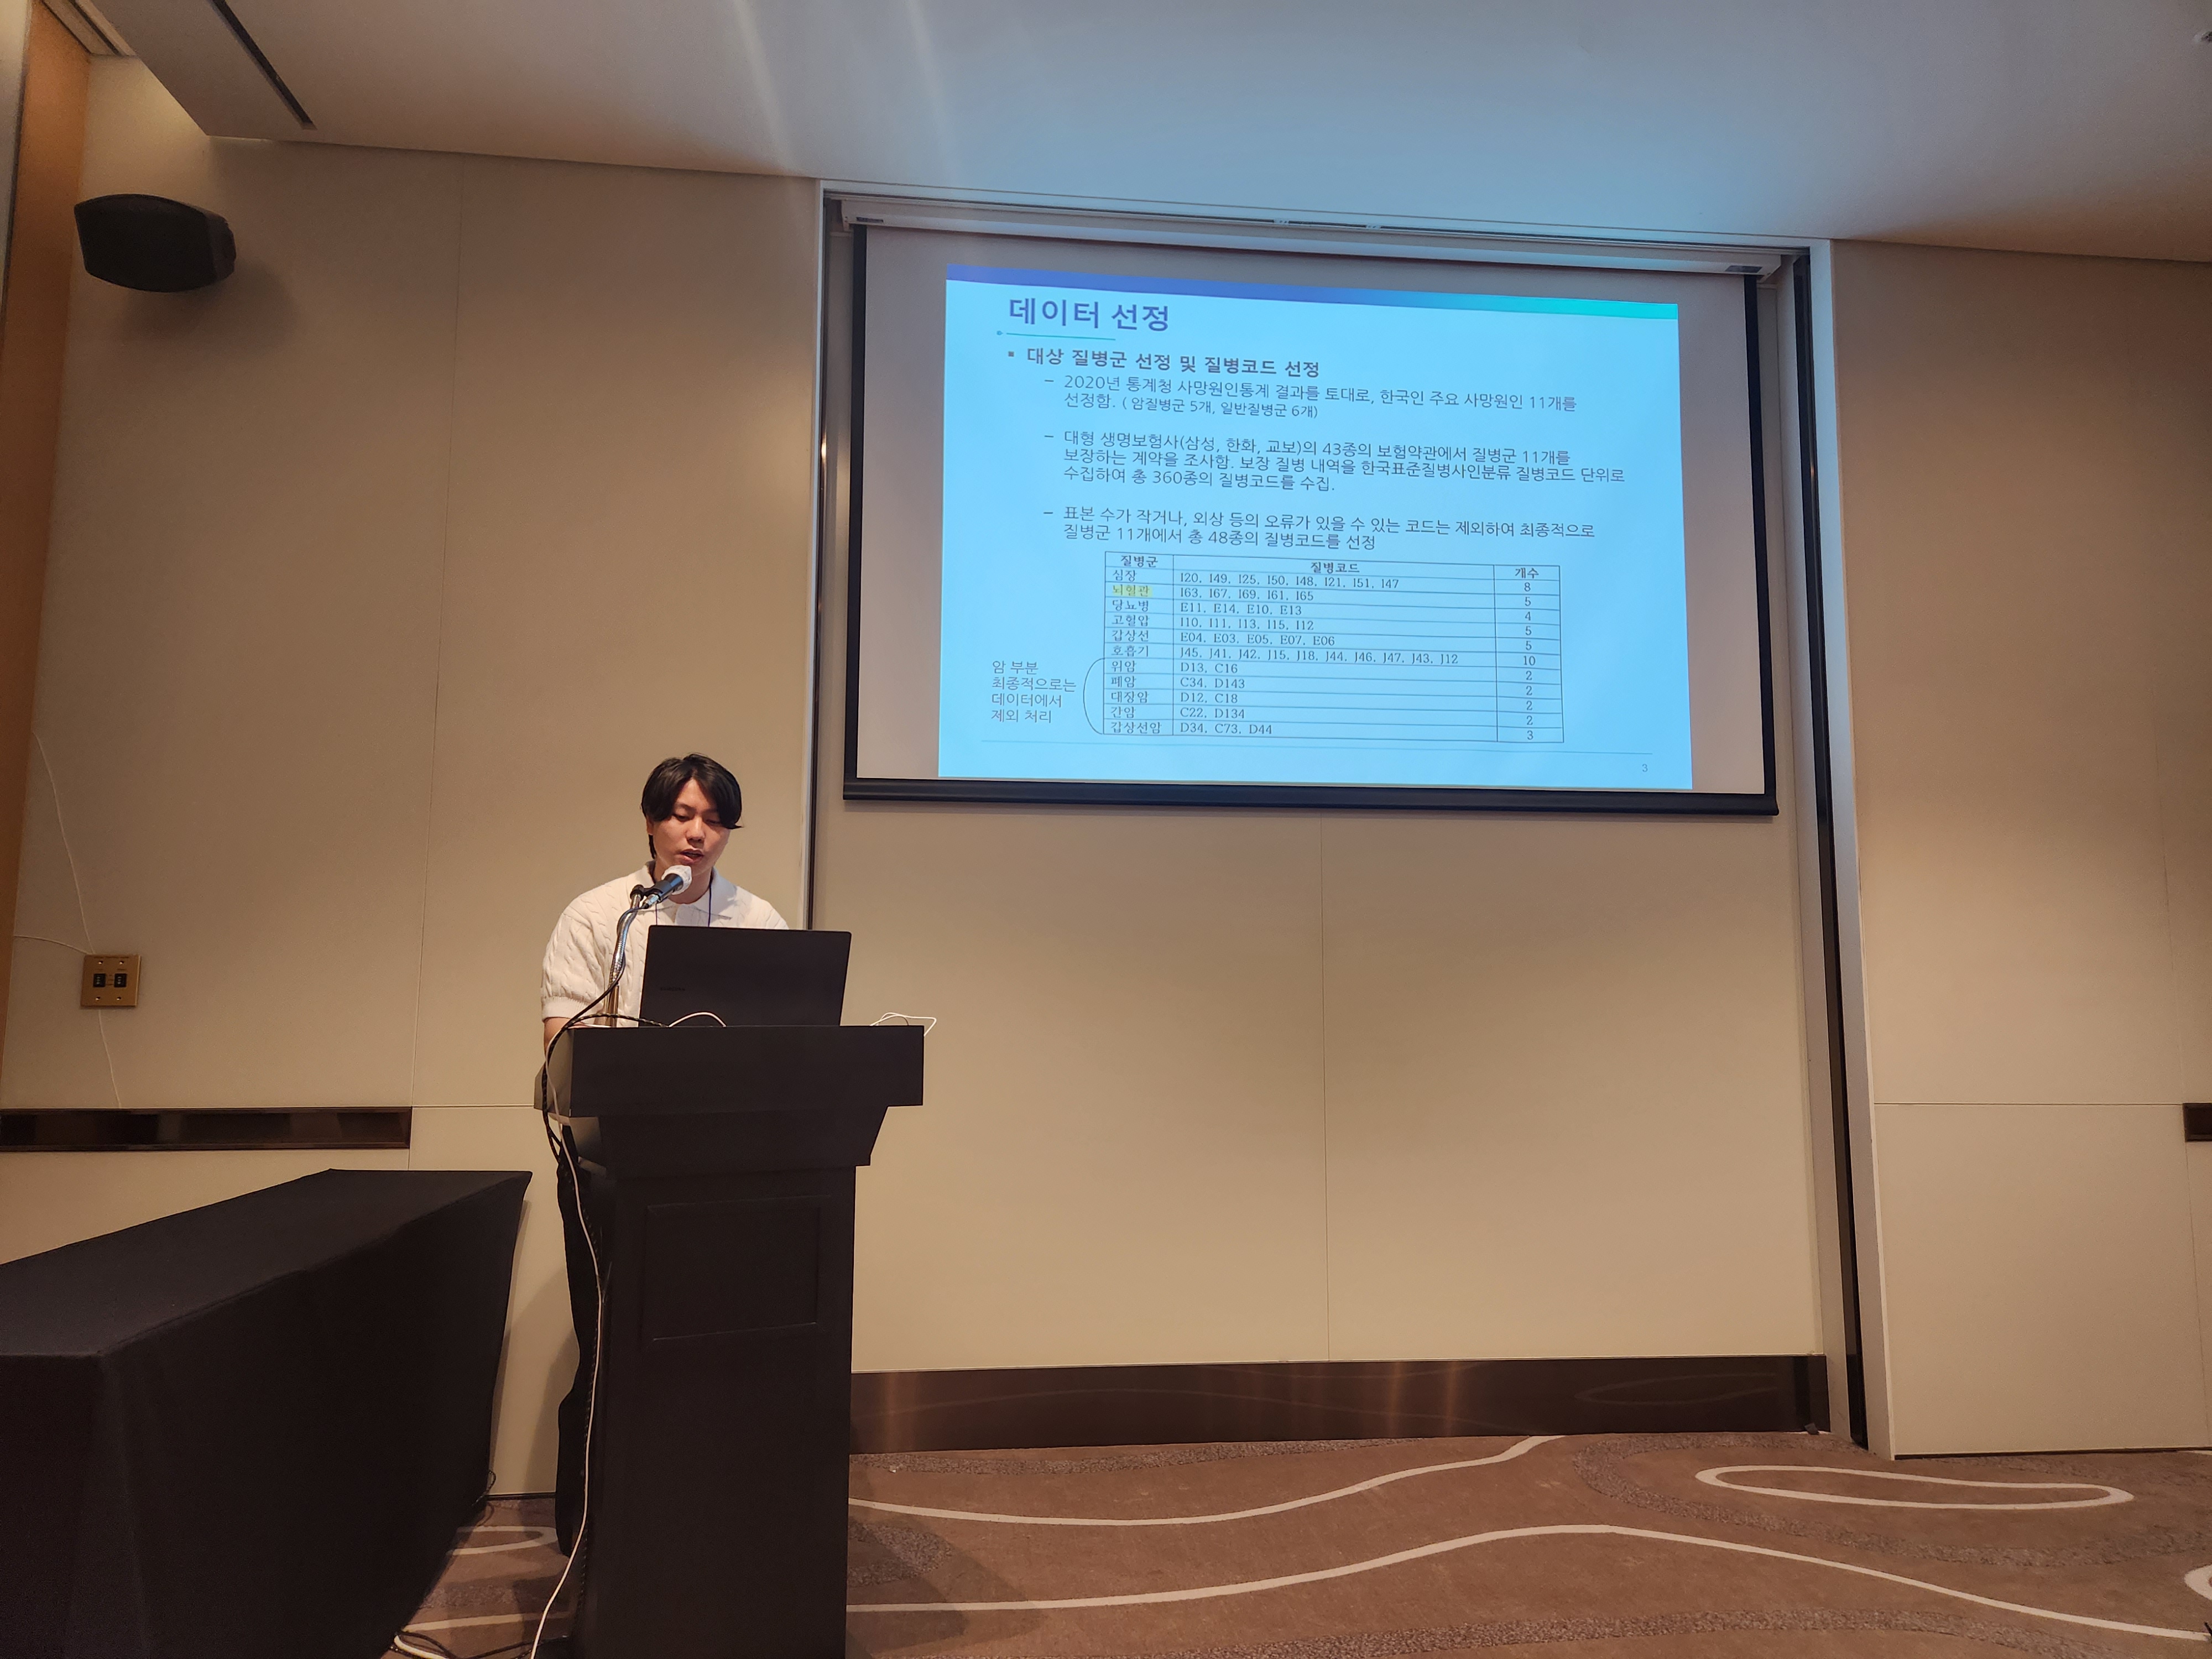 데이터 선정
▪ 대상 질병군 선정 및 질병코드 선정
– 2020년 통계청 사망원인통계 결과를 토대로, 한국인 주요 사망원인 11개를
선정함. ( 암질병군 5개, 일반질병군 6개)
– 대형 생명보험사(삼성, 한화, 교보)의 43종의 보험약관에서 질병군 11개를
보장하는 계약을 조사함. 보장 질병 내역을 한국표준질병사인분류 질병코드 단위로
수집하여 총 360종의 질병코드를 수집.
– 표본 수가 작거나, 외상 등의 오류가 있을 수 있는 코드는 제외하여 최종적으로
질병군 11개에서 총 48종의 질병코드를 선정
질병군 질병코드 개수
심장 I20, I49, I25, I50, I48, I21, I51, I47 8
뇌혈관 I63, I67, I69, I61, I65 5
당뇨병 E11, E14, E10, E13 4
고혈압 I10, I11, I13, I15, I12 5
갑상선 E04, E03, E05, E07, E06 5
호흡기 J45, J41, J42, J15, J18, J44, J46, J47, J43, J12 10
위암 D13, C16 2
폐암 C34, D143 2
대장암 D12, C18 2
간암 C22, D134 2
갑상선암 D34, C73, D44 3
암 부분
최종적으로는
데이터에서
제외 처리
3